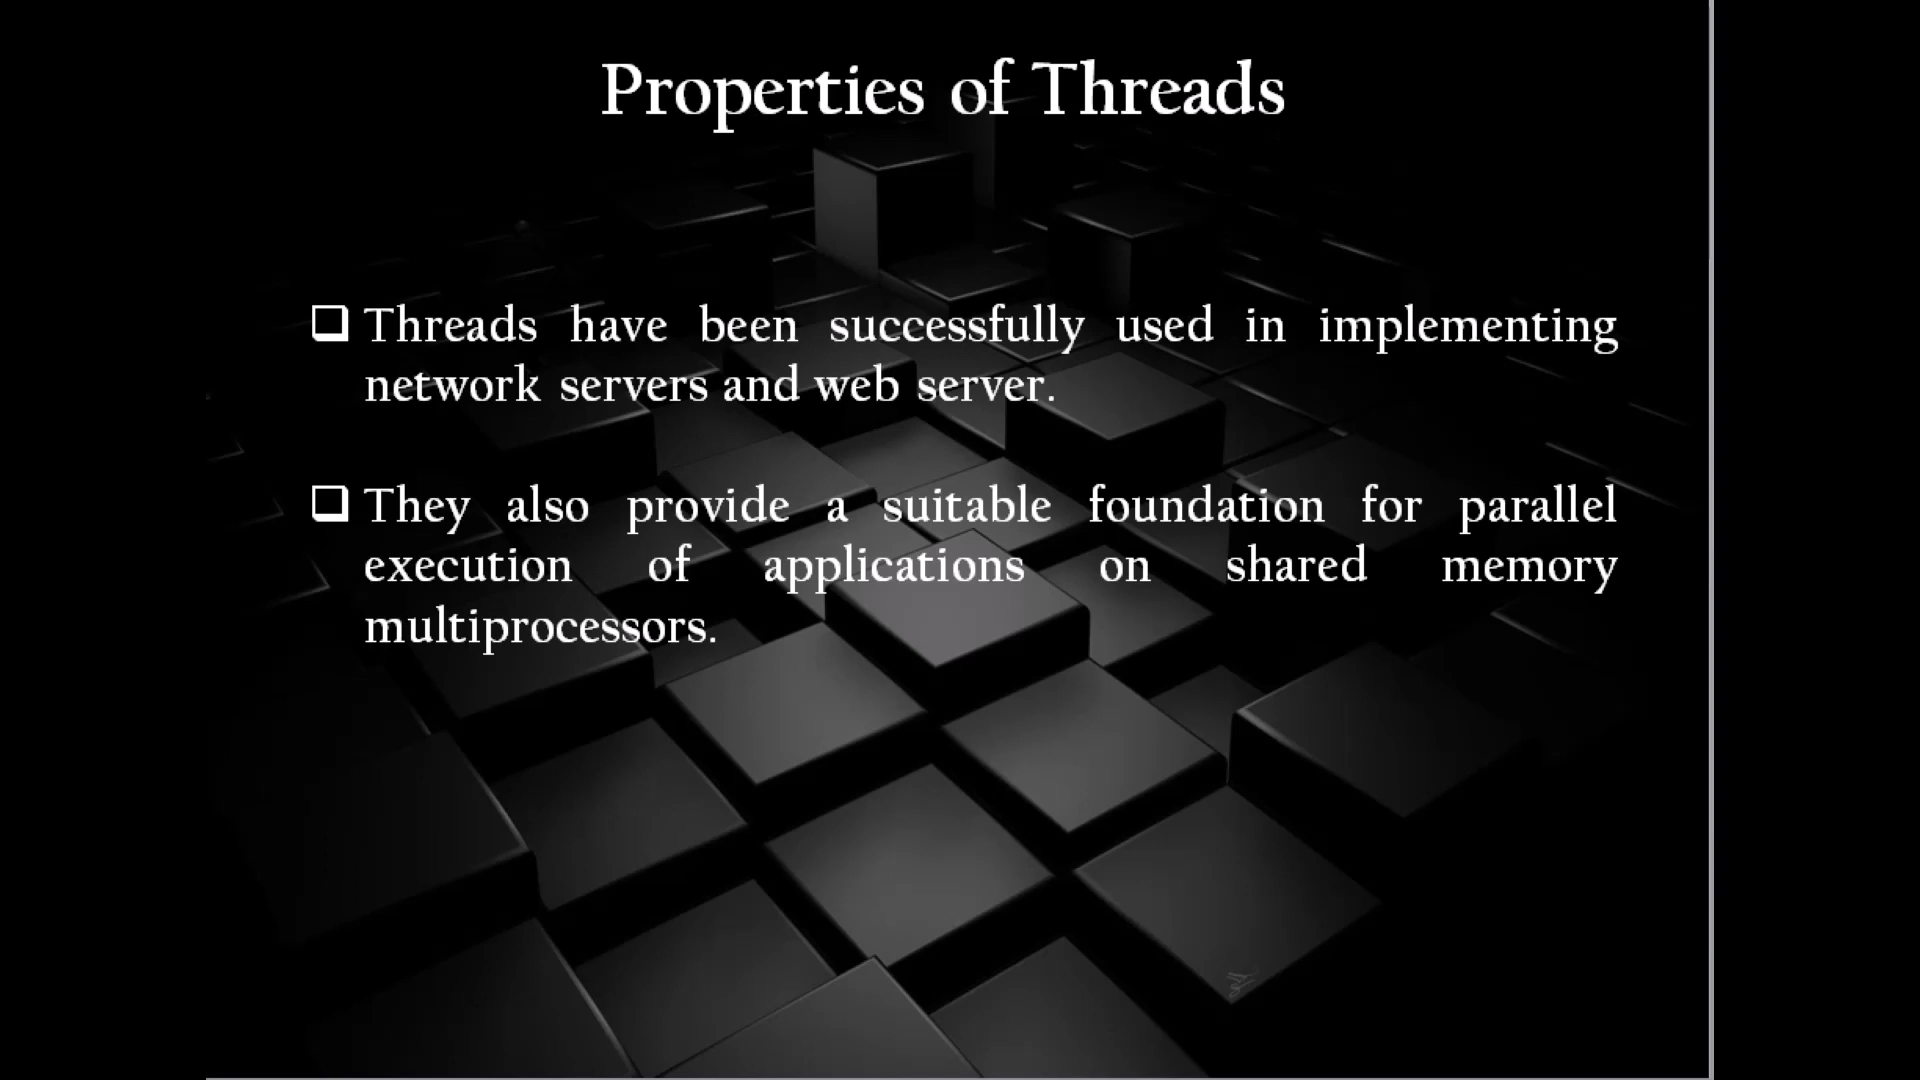 Properties of Threads
❑ Threads have been successfully used in implementing
network servers and web server.
❑ They also provide a suitable foundation for parallel
execution of applications on shared memory
multiprocessors.